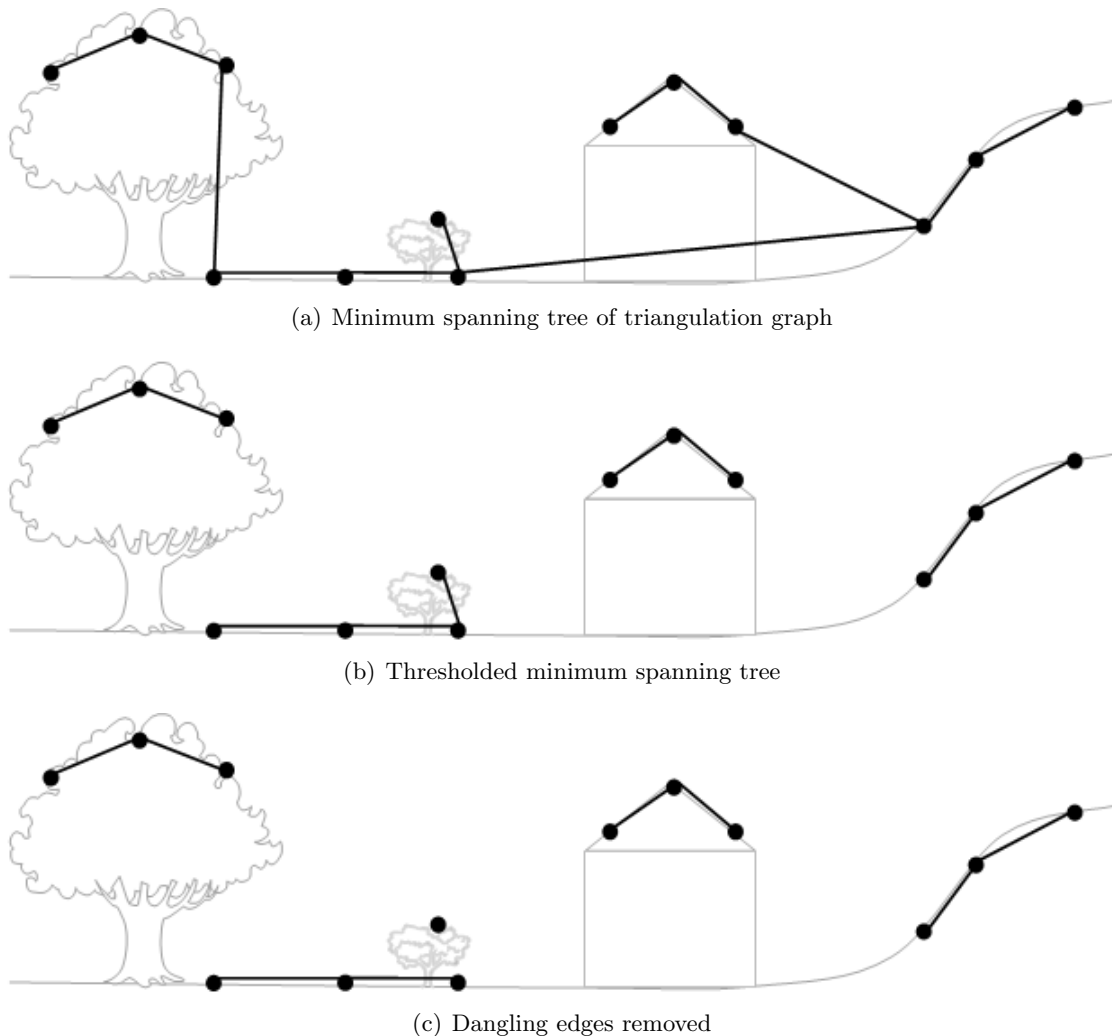 (a) Minimum spanning tree of triangulation graph
(b) Thresholded minimum spanning tree
(c) Dangling edges removed